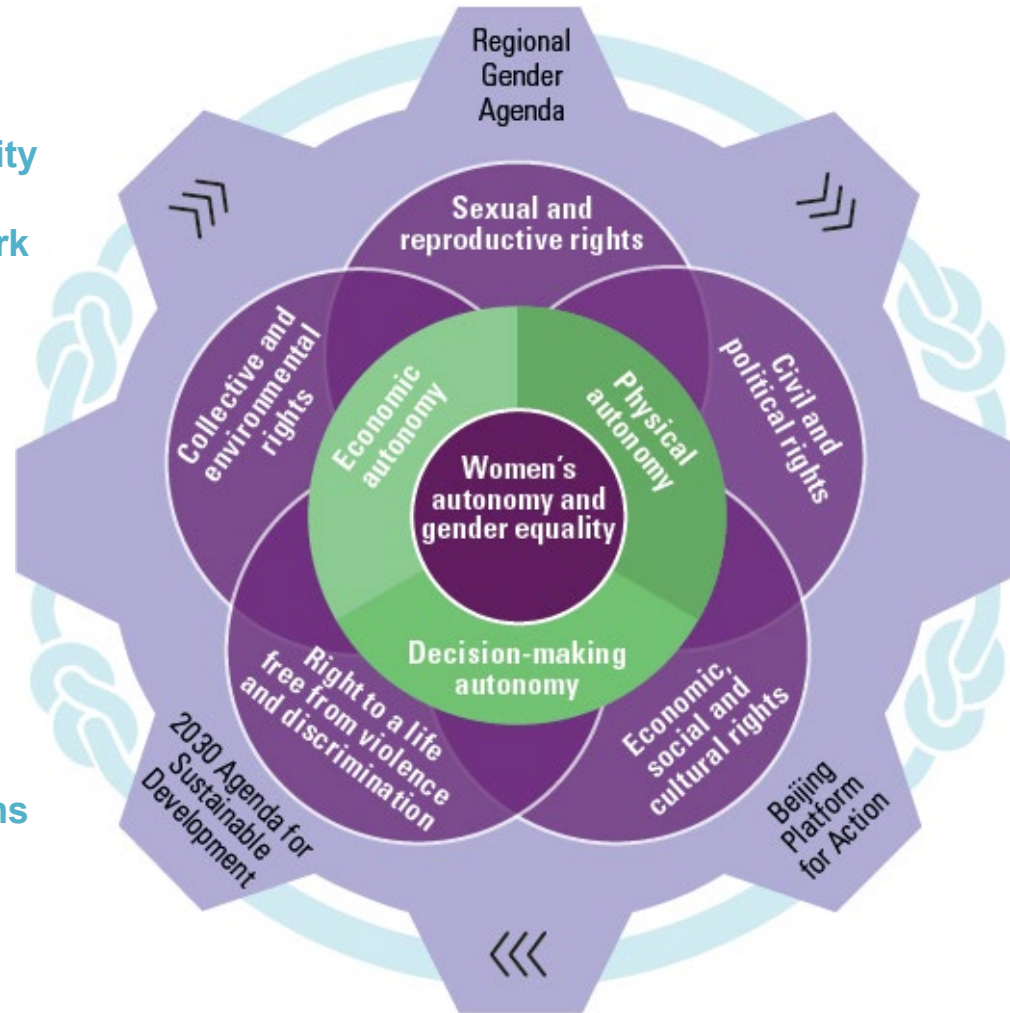 Regional
Gender
Agenda
ity
rk
ns
Sexual and
reproductive rights
Collective and
environmental
rights
Civil and
political rights
Economic
autonomy
Physical
autonomy
Women´s
autonomy and
gender equality
Decision-making
autonomy
Right to a life
free from violence
and discrimination
Economic,
social and
cultural rights
2030 Agenda for
Sustainable
Development
Beijing
Platform
for Action